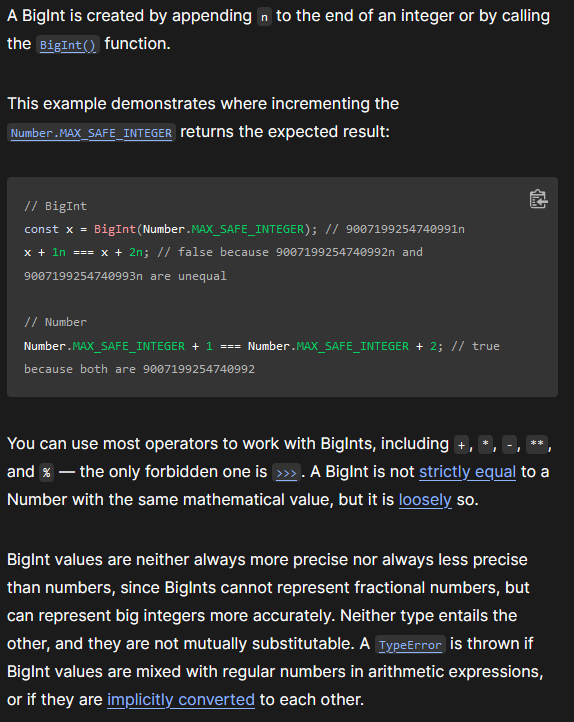 A BigInt is created by appending n to the end of an integer or by calling
the BigInt() function.
This example demonstrates where incrementing the
Number.MAX_SAFE_INTEGER returns the expected result:
// BigInt
const x = BigInt(Number.MAX_SAFE_INTEGER); // 9007199254740991n
x + 1n === x + 2n; // false because 9007199254740992n and
9007199254740993n are unequal
// Number
Number.MAX_SAFE_INTEGER + 1 === Number.MAX_SAFE_INTEGER + 2; // true
because both are 9007199254740992
You can use most operators to work with BigInts, including +, *, -, **,
and % — the only forbidden one is >>>. A BigInt is not strictly equal to a
Number with the same mathematical value, but it is loosely so.
BigInt values are neither always more precise nor always less precise
than numbers, since BigInts cannot represent fractional numbers, but
can represent big integers more accurately. Neither type entails the
other, and they are not mutually substitutable. A TypeError is thrown if
BigInt values are mixed with regular numbers in arithmetic expressions,
or if they are implicitly converted to each other.